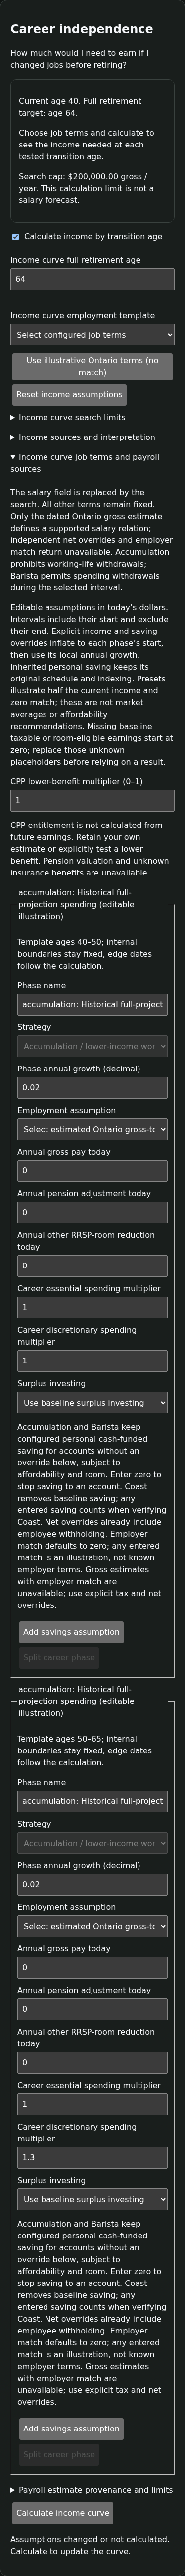 Career independence
How much would I need to earn if I
changed jobs before retiring?
Current age 40. Full retirement
target: age 64.
Choose job terms and calculate to
see the income needed at each
tested transition age.
Search cap: $200,000.00 gross /
year. This calculation limit is not a
salary forecast.
Calculate income by transition age
Income curve full retirement age
64
Income curve employment template
Select configured job terms
Use illustrative Ontario terms (no
match)
Reset income assumptions
Income curve search limits
Income sources and interpretation
Income curve job terms and payroll
sources
The salary field is replaced by the
search. All other terms remain fixed.
Only the dated Ontario gross estimate
defines a supported salary relation;
independent net overrides and employer
match return unavailable. Accumulation
prohibits working-life withdrawals;
Barista permits spending withdrawals
during the selected interval.
Editable assumptions in today's dollars.
Intervals include their start and exclude
their end. Explicit income and saving
overrides inflate to each phase's start,
then use its local annual growth.
Inherited personal saving keeps its
original schedule and indexing. Presets
illustrate half the current income and
zero match; these are not market
averages or affordability
recommendations. Missing baseline
taxable or room-eligible earnings start at
zero; replace those unknown
placeholders before relying on a result.
CPP lower-benefit multiplier (0–1)
1
CPP entitlement is not calculated from
future earnings. Retain your own
estimate or explicitly test a lower
benefit. Pension valuation and unknown
insurance benefits are unavailable.
accumulation: Historical full-
projection spending (editable
illustration)
Template ages 40–50; internal
boundaries stay fixed, edge dates
follow the calculation.
Phase name
accumulation: Historical full-project
Strategy
Accumulation / lower-income wor
Phase annual growth (decimal)
0.02
Employment assumption
Select estimated Ontario gross-to
Annual gross pay today
0
Annual pension adjustment today
0
Annual other RRSP-room reduction
today
0
Career essential spending multiplier
1
Career discretionary spending
multiplier
1
Surplus investing
Use baseline surplus investing
Accumulation and Barista keep
configured personal cash-funded
saving for accounts without an
override below, subject to
affordability and room. Enter zero to
stop saving to an account. Coast
removes baseline saving; any
entered saving counts when verifying
Coast. Net overrides already include
employee withholding. Employer
match defaults to zero; any entered
match is an illustration, not known
employer terms. Gross estimates
with employer match are
unavailable; use explicit tax and net
overrides.
Add savings assumption
Split career phase
accumulation: Historical full-
projection spending (editable
illustration)
Template ages 50–65; internal
boundaries stay fixed, edge dates
follow the calculation.
Phase name
accumulation: Historical full-project
Strategy
Accumulation / lower-income wor
Phase annual growth (decimal)
0.02
Employment assumption
Select estimated Ontario gross-to
Annual gross pay today
0
Annual pension adjustment today
0
Annual other RRSP-room reduction
today
0
Career essential spending multiplier
1
Career discretionary spending
multiplier
1.3
Surplus investing
Use baseline surplus investing
Accumulation and Barista keep
configured personal cash-funded
saving for accounts without an
override below, subject to
affordability and room. Enter zero to
stop saving to an account. Coast
removes baseline saving; any
entered saving counts when verifying
Coast. Net overrides already include
employee withholding. Employer
match defaults to zero; any entered
match is an illustration, not known
employer terms. Gross estimates
with employer match are
unavailable; use explicit tax and net
overrides.
Add savings assumption
Split career phase
Payroll estimate provenance and limits
Calculate income curve
Assumptions changed or not calculated.
Calculate to update the curve.